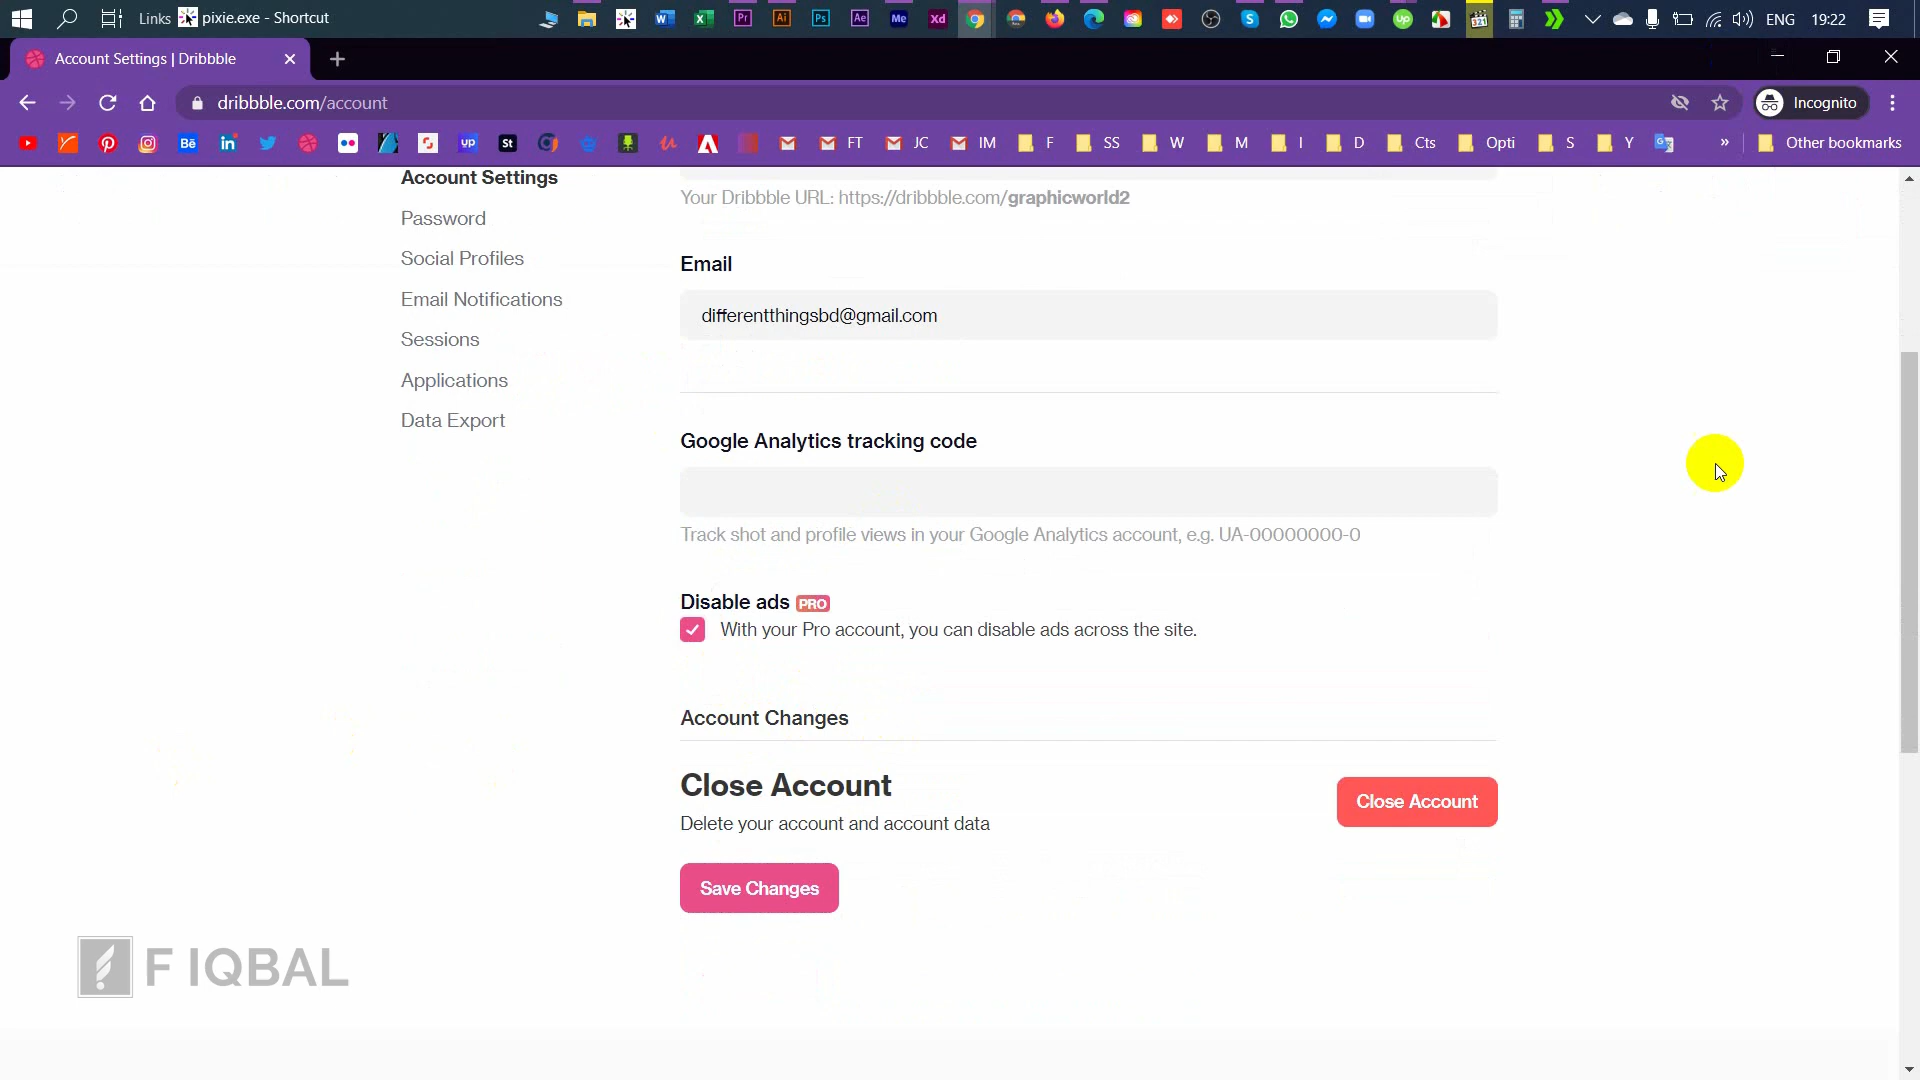 Links pixie.exe - Shortcut ENG 19:22
Account Settings | Dribbble
dribbble.com/account Incognito
FT JC IM F SS W M I D Cts Opti S Y » Other bookmarks
Account Settings
Password
Social Profiles
Email Notifications
Sessions
Applications
Data Export
Your Dribbble URL: https://dribbble.com/graphicworld2
Email
differentthingsbd@gmail.com
Google Analytics tracking code
Track shot and profile views in your Google Analytics account, e.g. UA-00000000-0
Disable ads PRO
With your Pro account, you can disable ads across the site.
Account Changes
Close Account
Delete your account and account data
Close Account
Save Changes
F IQBAL